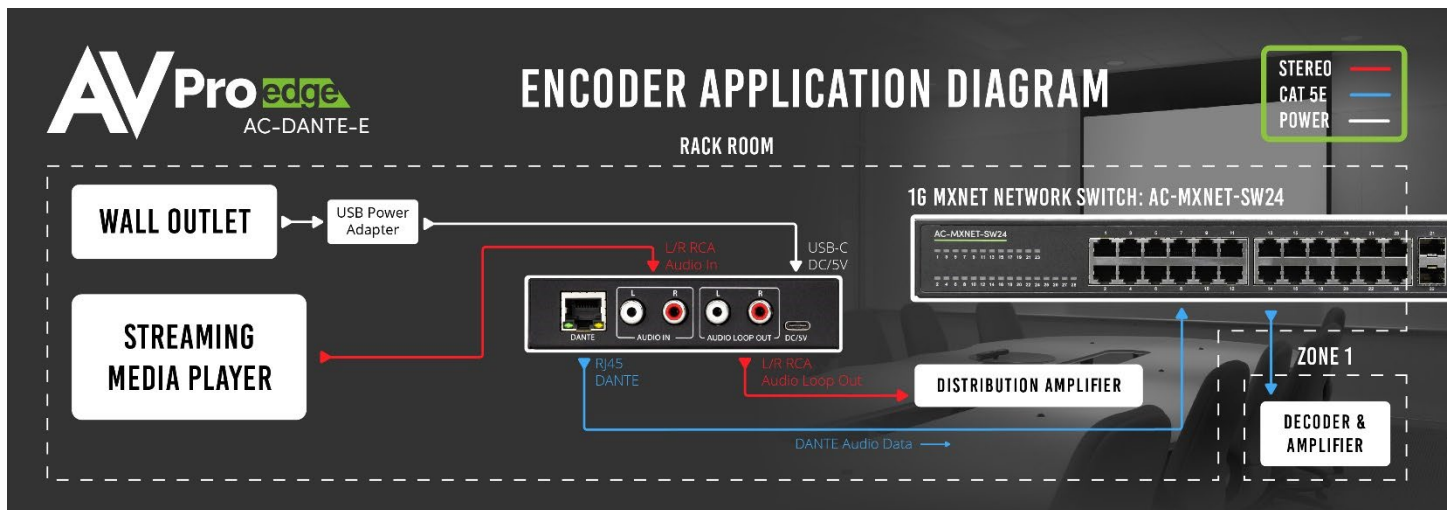 AVPro edge
AC-DANTE-E
ENCODER APPLICATION DIAGRAM
STEREO
CAT 5E
POWER
RACK ROOM
WALL OUTLET
USB Power
Adapter
L/R RCA
Audio In
USB-C
DC/5V
1G MXNET NETWORK SWITCH: AC-MXNET-SW24
AC-MXNET-SW24
L R L R
DANTE AUDIO IN AUDIO LOOP OUT DC/5V
STREAMING
MEDIA PLAYER
RJ45
DANTE
L/R RCA
Audio Loop Out
DISTRIBUTION AMPLIFIER
DANTE Audio Data
ZONE 1
DECODER &
AMPLIFIER